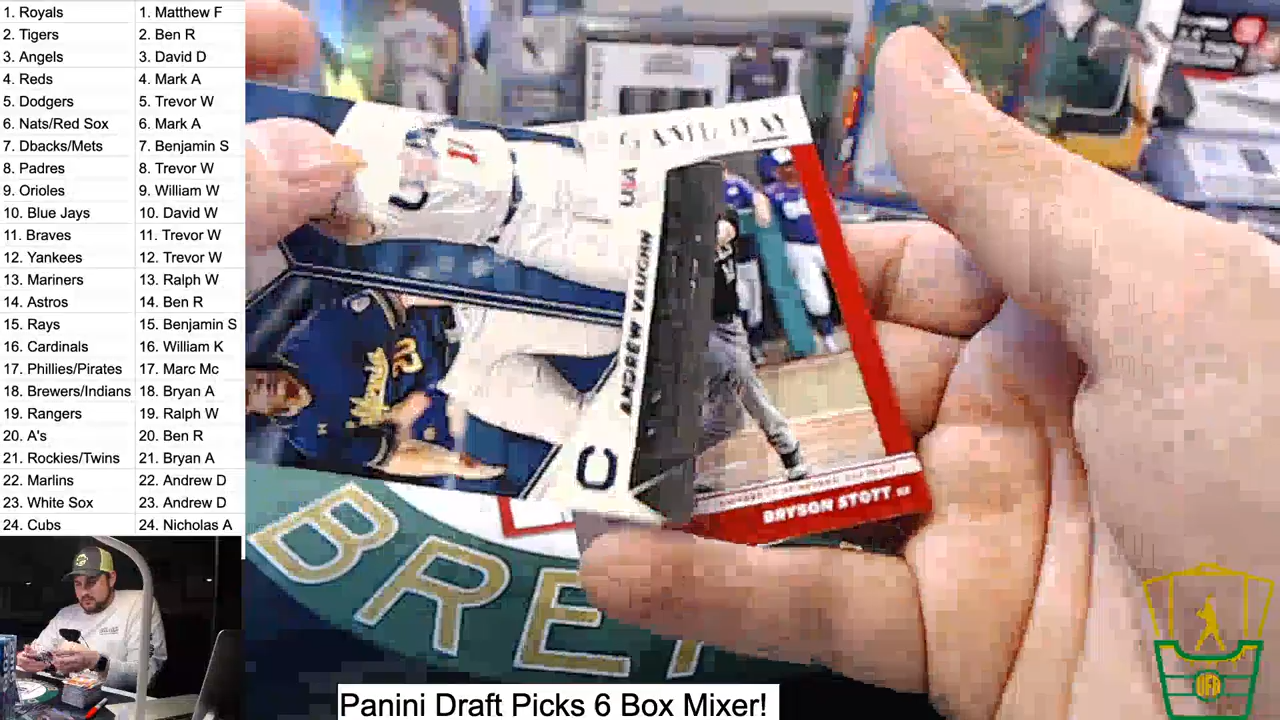 1. Royals 1. Matthew F
2. Tigers 2. Ben R
3. Angels 3. David D
4. Reds 4. Mark A
5. Dodgers 5. Trevor W
6. Nats/Red Sox 6. Mark A
7. Dbacks/Mets 7. Benjamin S
8. Padres 8. Trevor W
9. Orioles 9. William W
10. Blue Jays 10. David W
11. Braves 11. Trevor W
12. Yankees 12. Trevor W
13. Mariners 13. Ralph W
14. Astros 14. Ben R
15. Rays 15. Benjamin S
16. Cardinals 16. William K
17. Phillies/Pirates 17. Marc Mc
18. Brewers/Indians 18. Bryan A
19. Rangers 19. Ralph W
20. A's 20. Ben R
21. Rockies/Twins 21. Bryan A
22. Marlins 22. Andrew D
23. White Sox 23. Andrew D
24. Cubs 24. Nicholas A
GAME DAY
ANDREW VAUGHN
C
BRYSON STOTT
BRE
Panini Draft Picks 6 Box Mixer!